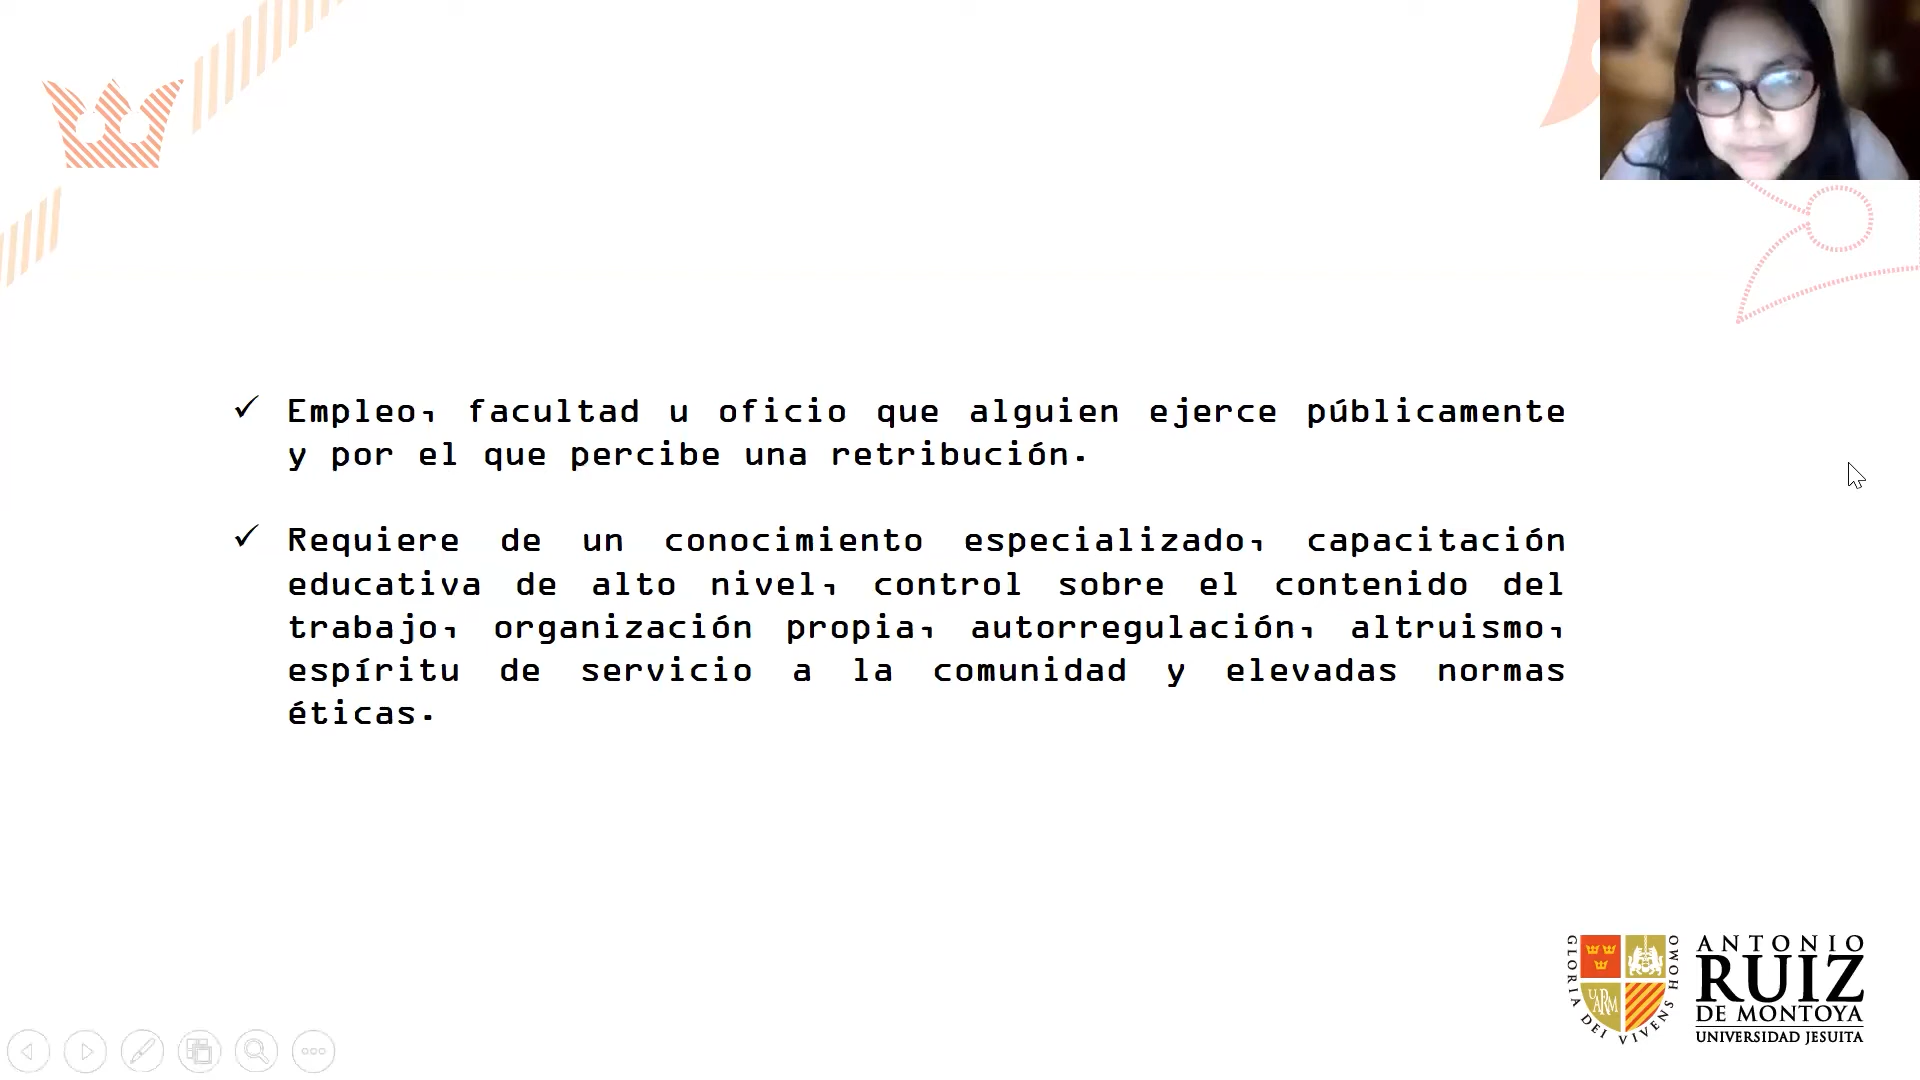 ✓ Empleo, facultad u oficio que alguien ejerce públicamente
y por el que percibe una retribución.
✓ Requiere de un conocimiento especializado, capacitación
educativa de alto nivel, control sobre el contenido del
trabajo, organización propia, autorregulación, altruismo,
espíritu de servicio a la comunidad y elevadas normas
éticas.
GLORIA DEI VIVENS HOMO
UARM
ANTONIO
RUIZ
DE MONTOYA
UNIVERSIDAD JESUITA